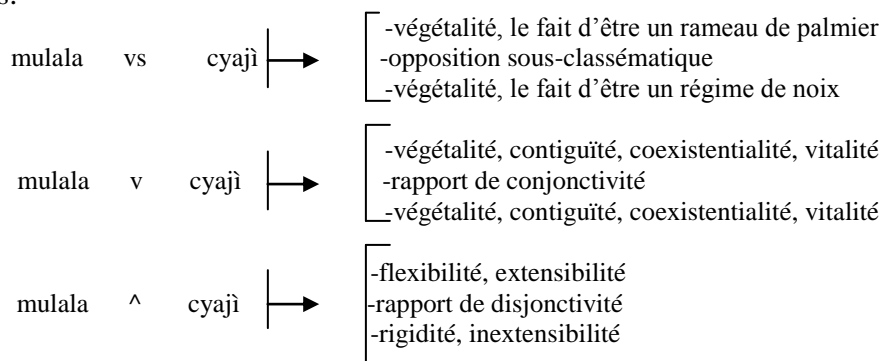 s.
-végétalité, le fait d’être un rameau de palmier
mulala vs cyajì -opposition sous-classématique
-végétalité, le fait d’être un régime de noix
-végétalité, contiguïté, coexistentialité, vitalité
mulala v cyajì -rapport de conjonctivité
-végétalité, contiguïté, coexistentialité, vitalité
-flexibilité, extensibilité
mulala ^ cyajì -rapport de disjonctivité
-rigidité, inextensibilité